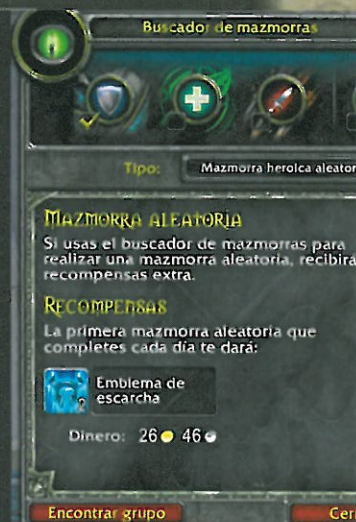 Buscador de mazmorras
Tipo: Mazmorra heroica aleator
MAZMORRA ALEATORIA
Si usas el buscador de mazmorras para
realizar una mazmorra aleatoria, recibirá
recompensas extra.
RECOMPENSAS
La primera mazmorra aleatoria que
completes cada día te dará:
Emblema de
escarcha
2
Dinero: 26 46
Encontrar grupo
Cer